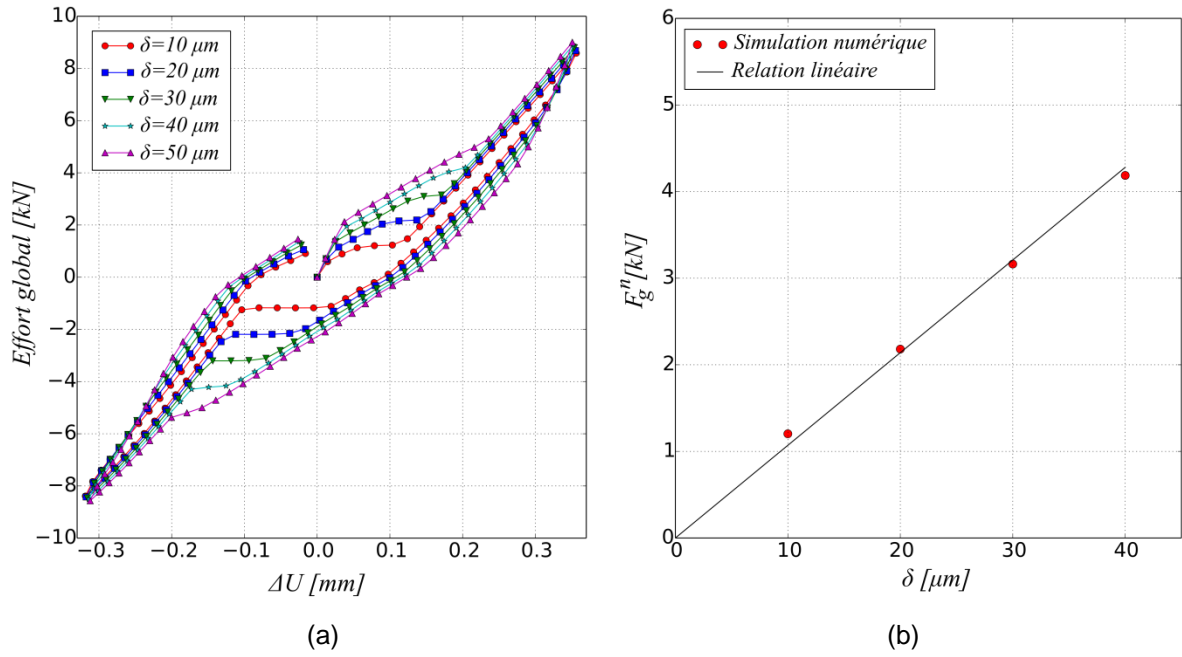 10
8
6
4
2
0
−2
−4
−6
−8
−10
−0.3
−0.2
−0.1
0.0
0.1
0.2
0.3
Effort global [kN]
ΔU [mm]
δ=10 μm
δ=20 μm
δ=30 μm
δ=40 μm
δ=50 μm
(a)
6
5
4
3
2
1
0
0
10
20
30
40
F_g^n [kN]
δ [μm]
Simulation numérique
Relation linéaire
(b)